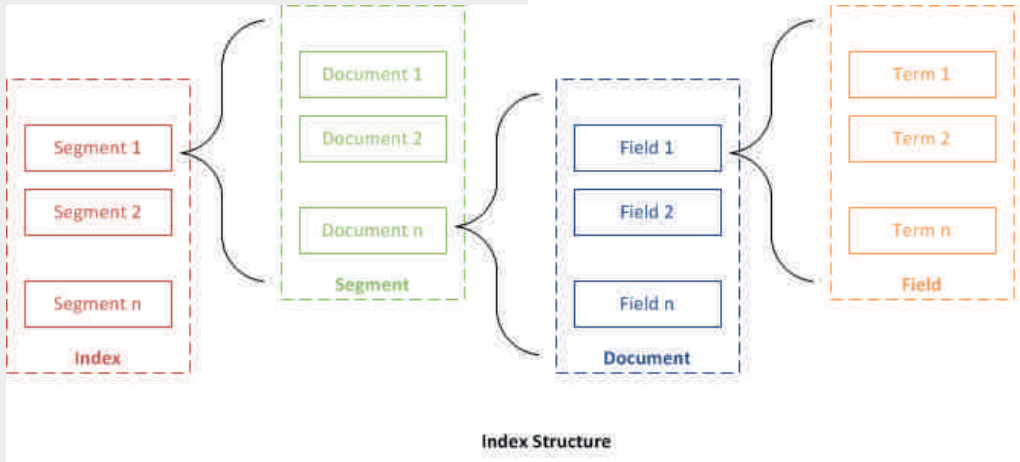 Segment 1
Segment 2
Segment n
Index
Document 1
Document 2
Document n
Segment
Field 1
Field 2
Field n
Document
Term 1
Term 2
Term n
Field
Index Structure